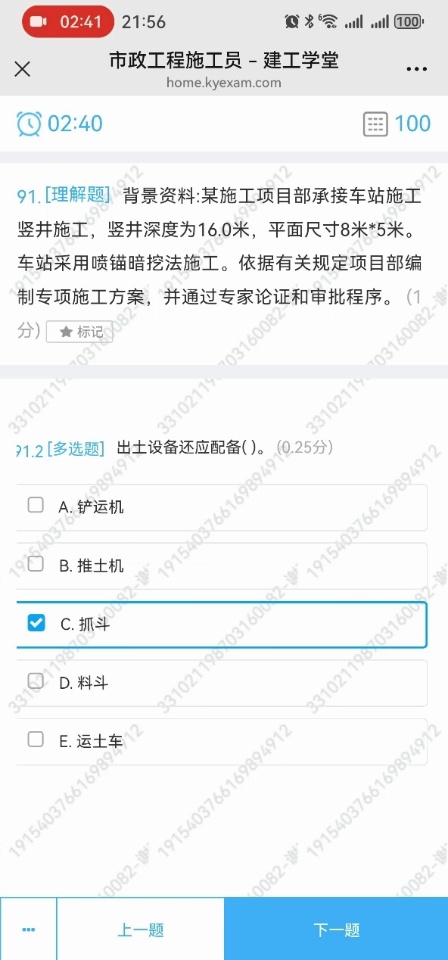 02:41 21:56 6 100
市政工程施工员 - 建工学堂
home.kyexam.com
02:40 100
91. [理解题] 背景资料:某施工项目部承接车站施工
竖井施工，竖井深度为16.0米，平面尺寸8米*5米。
车站采用喷锚暗挖法施工。依据有关规定项目部编
制专项施工方案，并通过专家论证和审批程序。 (1
分) ★ 标记
91.2 [多选题] 出土设备还应配备( )。 (0.25分)
A. 铲运机
B. 推土机
C. 抓斗
D. 料斗
E. 运土车
上一题 下一题